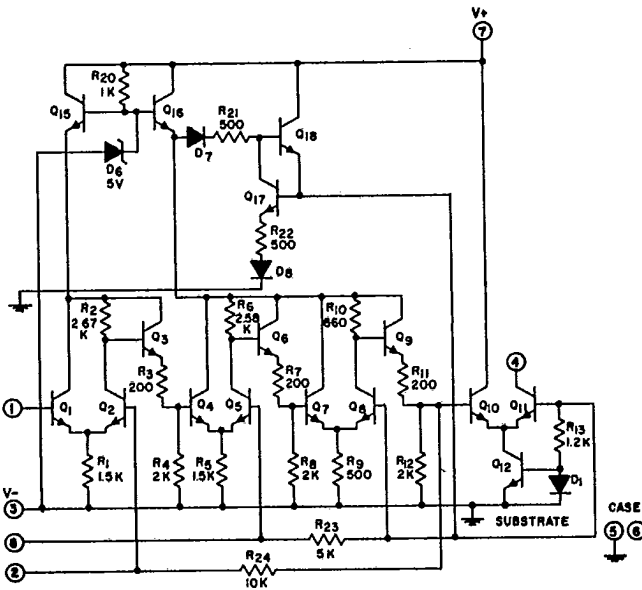 V+
7
R20
1K
Q15
Q16
R21
500
Q18
D7
D6
5V
Q17
R22
500
D8
R2
2.67
K
Q3
R6
2.58
K
Q6
R10
660
Q9
R3
200
R7
200
R11
200
4
1
Q1
Q2
Q4
Q5
Q7
Q8
Q10
Q11
R13
1.2K
R1
1.5K
R4
2K
R5
1.5K
R8
2K
R9
500
R12
2K
Q12
D1
V-
3
SUBSTRATE
CASE
5 6
8
R23
5K
2
R24
10K